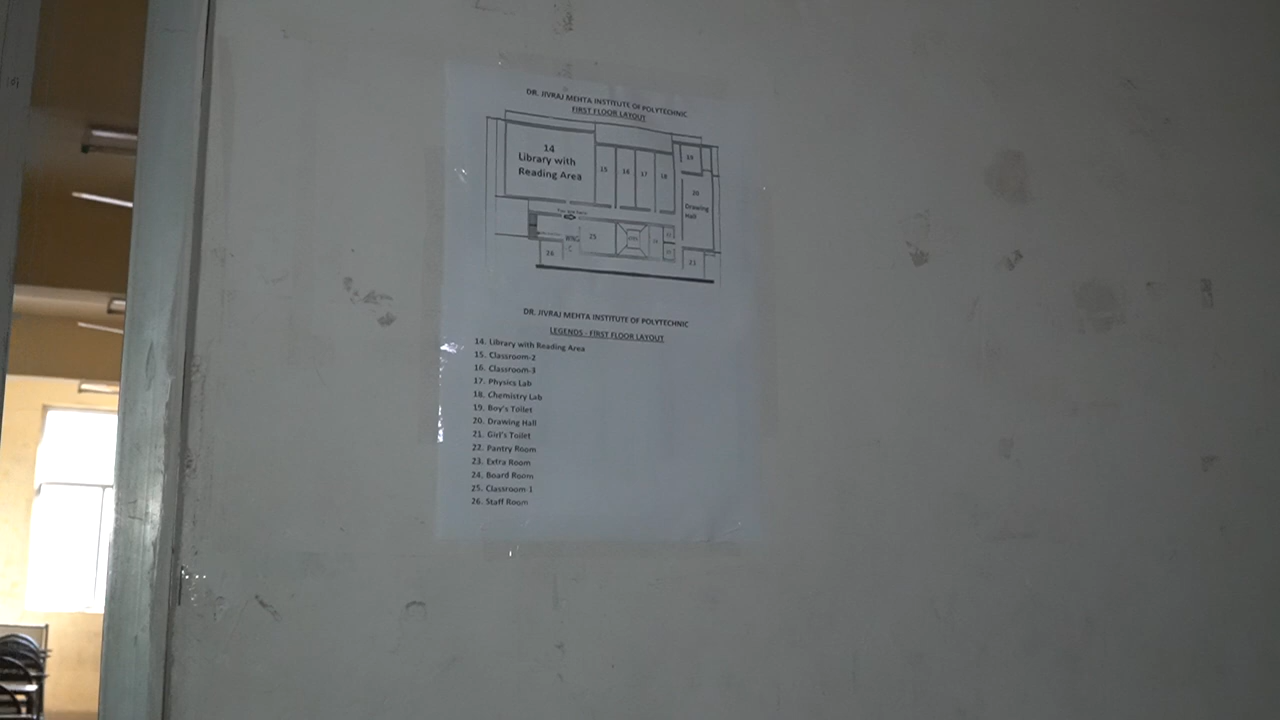 DR. JIVRAJ MEHTA INSTITUTE OF POLYTECHNIC
FIRST FLOOR LAYOUT
14
Library with
Reading Area
15
16
17
18
19
20
Drawing
Hall
25
24
26
21
DR. JIVRAJ MEHTA INSTITUTE OF POLYTECHNIC
LEGENDS - FIRST FLOOR LAYOUT
14. Library with Reading Area
15. Classroom-2
16. Classroom-3
17. Physics Lab
18. Chemistry Lab
19. Boy's Toilet
20. Drawing Hall
21. Girl's Toilet
22. Pantry Room
23. Extra Room
24. Board Room
25. Classroom-1
26. Staff Room